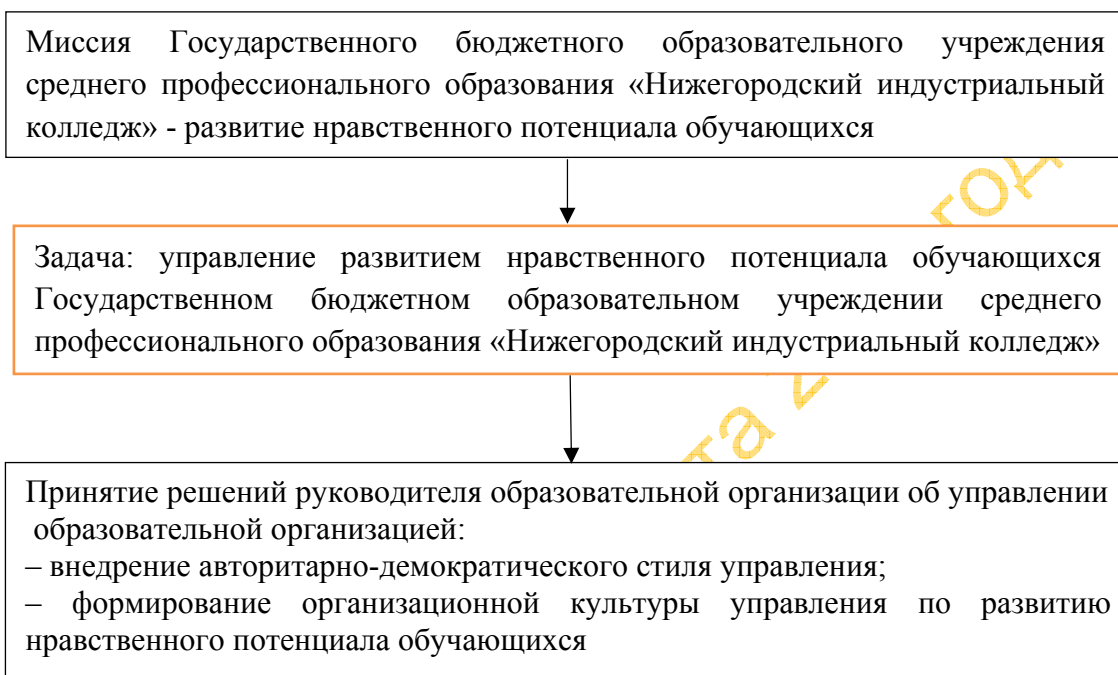 Миссия Государственного бюджетного образовательного учреждения
среднего профессионального образования «Нижегородский индустриальный
колледж» - развитие нравственного потенциала обучающихся
Задача: управление развитием нравственного потенциала обучающихся
Государственном бюджетном образовательном учреждении среднего
профессионального образования «Нижегородский индустриальный колледж»
Принятие решений руководителя образовательной организации об управлении
образовательной организацией:
– внедрение авторитарно-демократического стиля управления;
– формирование организационной культуры управления по развитию
нравственного потенциала обучающихся